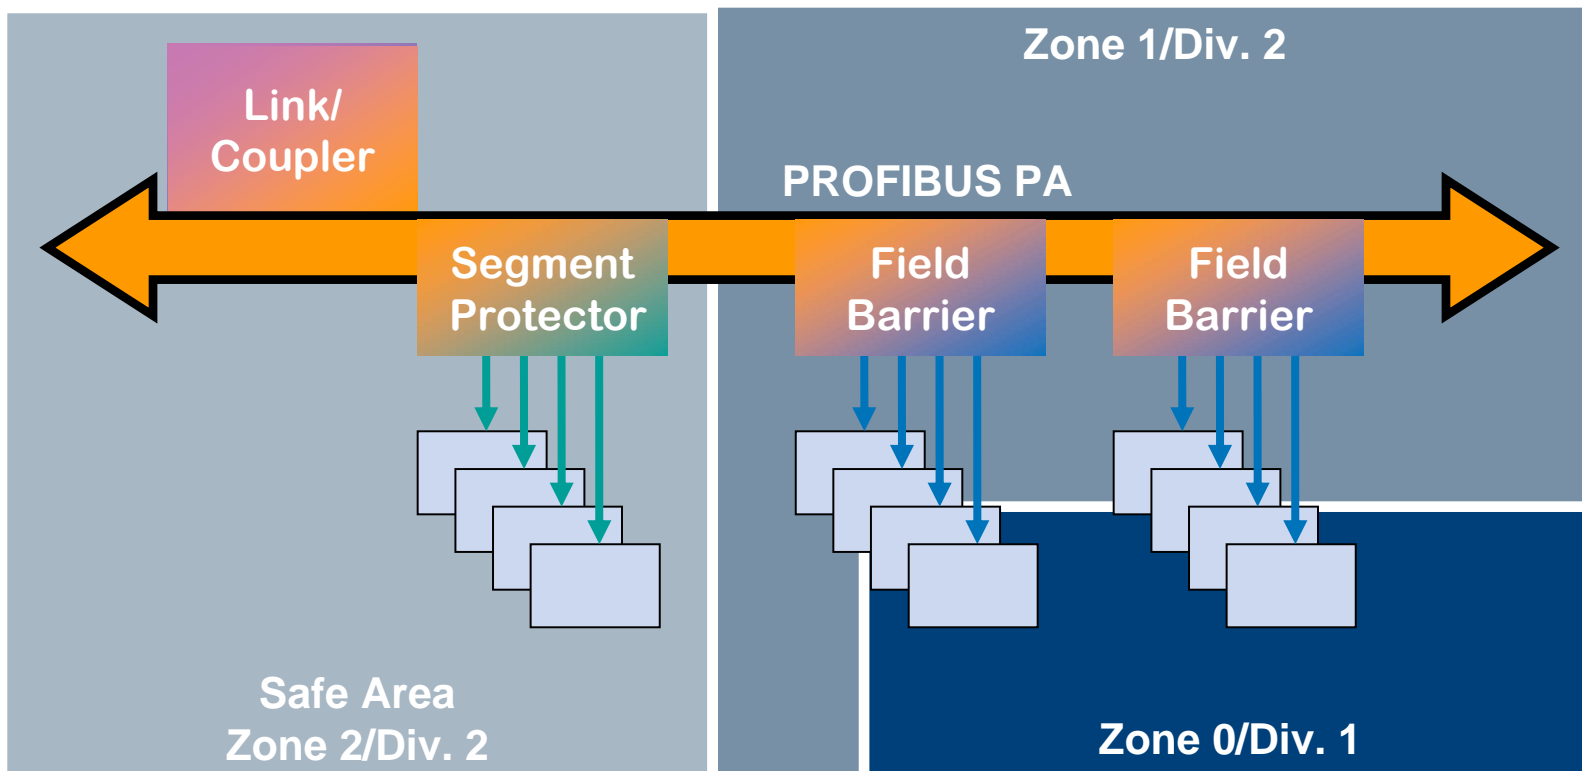 Zone 1/Div. 2
Link/
Coupler
PROFIBUS PA
Segment
Protector
Field
Barrier
Field
Barrier
Safe Area
Zone 2/Div. 2
Zone 0/Div. 1